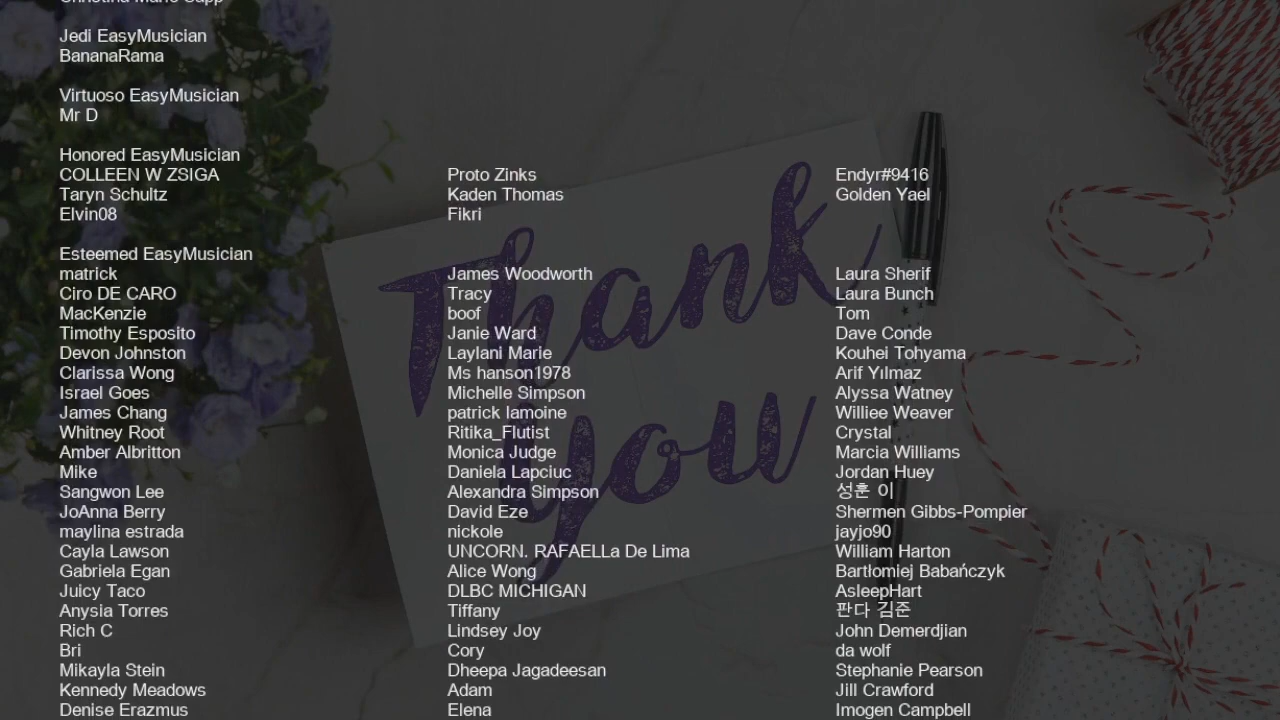 Jedi EasyMusician
BananaRama
Virtuoso EasyMusician
Mr D
Honored EasyMusician
COLLEEN W ZSIGA
Proto Zinks
Endyr#9416
Taryn Schultz
Kaden Thomas
Golden Yael
Elvin08
Fikri
Esteemed EasyMusician
matrick
James Woodworth
Laura Sherif
Ciro DE CARO
Tracy
Laura Bunch
MacKenzie
boof
Tom
Timothy Esposito
Janie Ward
Dave Conde
Devon Johnston
Laylani Marie
Kouhei Tohyama
Clarissa Wong
Ms hanson1978
Arif Yılmaz
Israel Goes
Michelle Simpson
Alyssa Watney
James Chang
patrick lamoine
Williee Weaver
Whitney Root
Ritika_Flutist
Crystal
Amber Albritton
Monica Judge
Marcia Williams
Mike
Daniela Lapciuc
Jordan Huey
Sangwon Lee
Alexandra Simpson
성훈 이
JoAnna Berry
David Eze
Shermen Gibbs-Pompier
maylina estrada
nickole
jayjo90
Cayla Lawson
UNCORN. RAFAELLa De Lima
William Harton
Gabriela Egan
Alice Wong
Bartłomiej Babańczyk
Juicy Taco
DLBC MICHIGAN
AsleepHart
Anysia Torres
Tiffany
판다 김준
Rich C
Lindsey Joy
John Demerdjian
Bri
Cory
da wolf
Mikayla Stein
Dheepa Jagadeesan
Stephanie Pearson
Kennedy Meadows
Adam
Jill Crawford
Denise Erazmus
Elena
Imogen Campbell
Thank
you